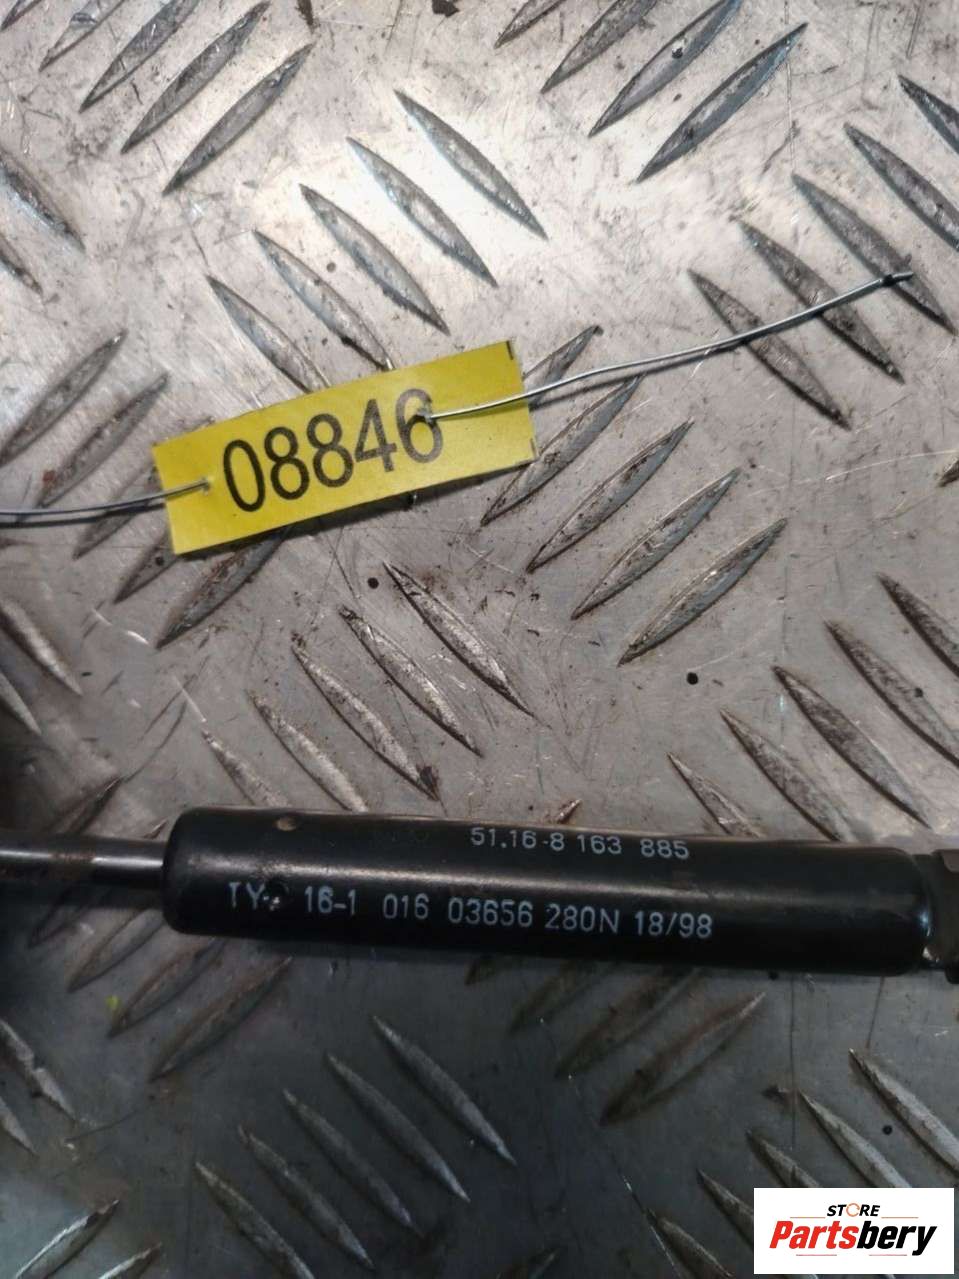 08846
51.16-8 163 885
16-1 016 03656 280N 18/98
STORE
Partsbery